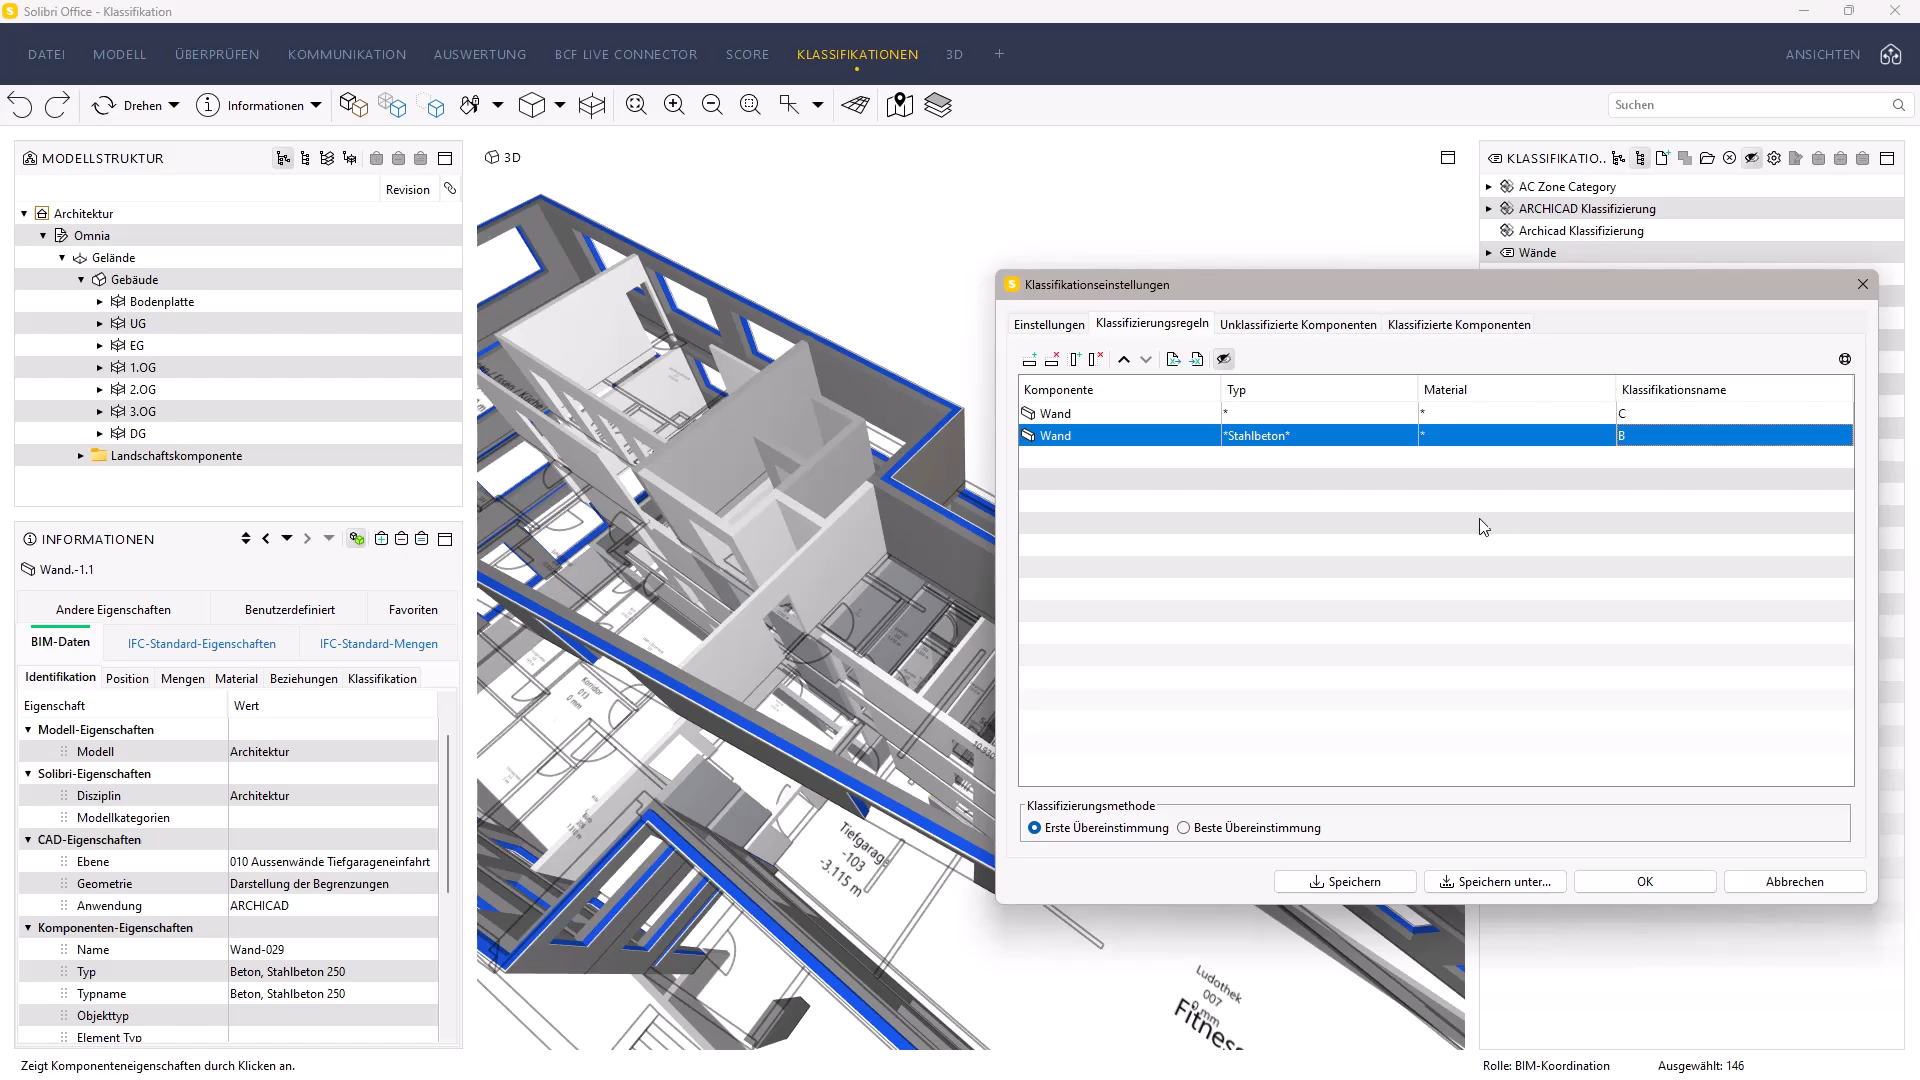 Solibri Office - Klassifikation
DATEI MODELL ÜBERPRÜFEN KOMMUNIKATION AUSWERTUNG BCF LIVE CONNECTOR SCORE KLASSIFIKATIONEN 3D + ANSICHTEN
Drehen Informationen Suchen
MODELLSTRUKTUR
Revision
Architektur
Omnia
Gelände
Gebäude
Bodenplatte
UG
EG
1.OG
2.OG
3.OG
DG
Landschaftskomponente
INFORMATIONEN
Wand.-1.1
Andere Eigenschaften Benutzerdefiniert Favoriten
BIM-Daten IFC-Standard-Eigenschaften IFC-Standard-Mengen
Identifikation Position Mengen Material Beziehungen Klassifikation
Eigenschaft Wert
Modell-Eigenschaften
Modell Architektur
Solibri-Eigenschaften
Disziplin Architektur
Modellkategorien
CAD-Eigenschaften
Ebene 010 Aussenwände Tiefgarageneinfahrt
Geometrie Darstellung der Begrenzungen
Anwendung ARCHICAD
Komponenten-Eigenschaften
Name Wand-029
Typ Beton, Stahlbeton 250
Typname Beton, Stahlbeton 250
Objekttyp
Element Typ
3D
Korridor
013
0 mm
Tiefgarage
-103
-3.115 m
Ludothek
007
0 mm
Fitness
KLASSIFIKATIO..
AC Zone Category
ARCHICAD Klassifizierung
Archicad Klassifizierung
Wände
Klassifikationseinstellungen
Einstellungen Klassifizierungsregeln Unklassifizierte Komponenten Klassifizierte Komponenten
Komponente Typ Material Klassifikationsname
Wand * * C
Wand *Stahlbeton* * B
Klassifizierungsmethode
Erste Übereinstimmung Beste Übereinstimmung
Speichern Speichern unter... OK Abbrechen
Zeigt Komponenteneigenschaften durch Klicken an. Rolle: BIM-Koordination Ausgewählt: 146